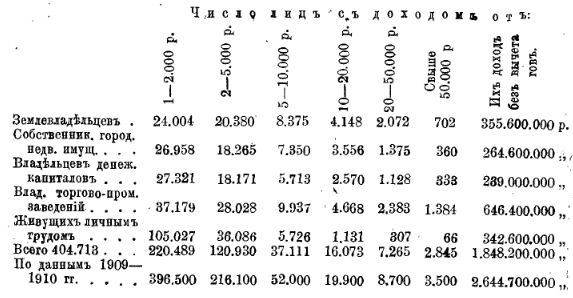 Число лицъ съ доходомъ отъ:
1—2.000 р.
2—5.000 р.
5—10.000 р.
10—20.000 р.
20—50.000 р.
Свыше 50.000 р
Ихъ доходъ безъ вычета говъ.
Землевладѣльцевъ . 24.004 20.380 8.375 4.148 2.072 702 355.600.000 р.
Собственник. город.
недв. имущ. . . . 26.958 18.265 7.350 3.556 1.375 360 264.600.000 „
Владѣльцевъ денеж.
капиталовъ . . . 27.321 18.171 5.713 2.570 1.128 333 239.000.000 „
Влад. торгово-пром.
заведеній . . . . 37.179 28.028 9.937 4.668 2.383 1.384 646.400.000 „
Живущихъ личнымъ
трудомъ . . . . 105.027 36.086 5.726 1.131 307 66 342.600.000 „
Всего 404.713 . . . 220.489 120.930 37.111 16.073 7.265 2.845 1.848.200.000 „
По даннымъ 1909—
1910 гг. . . . . . 396.500 216.100 52.000 19.900 8.700 3.500 2.644.700.000 „